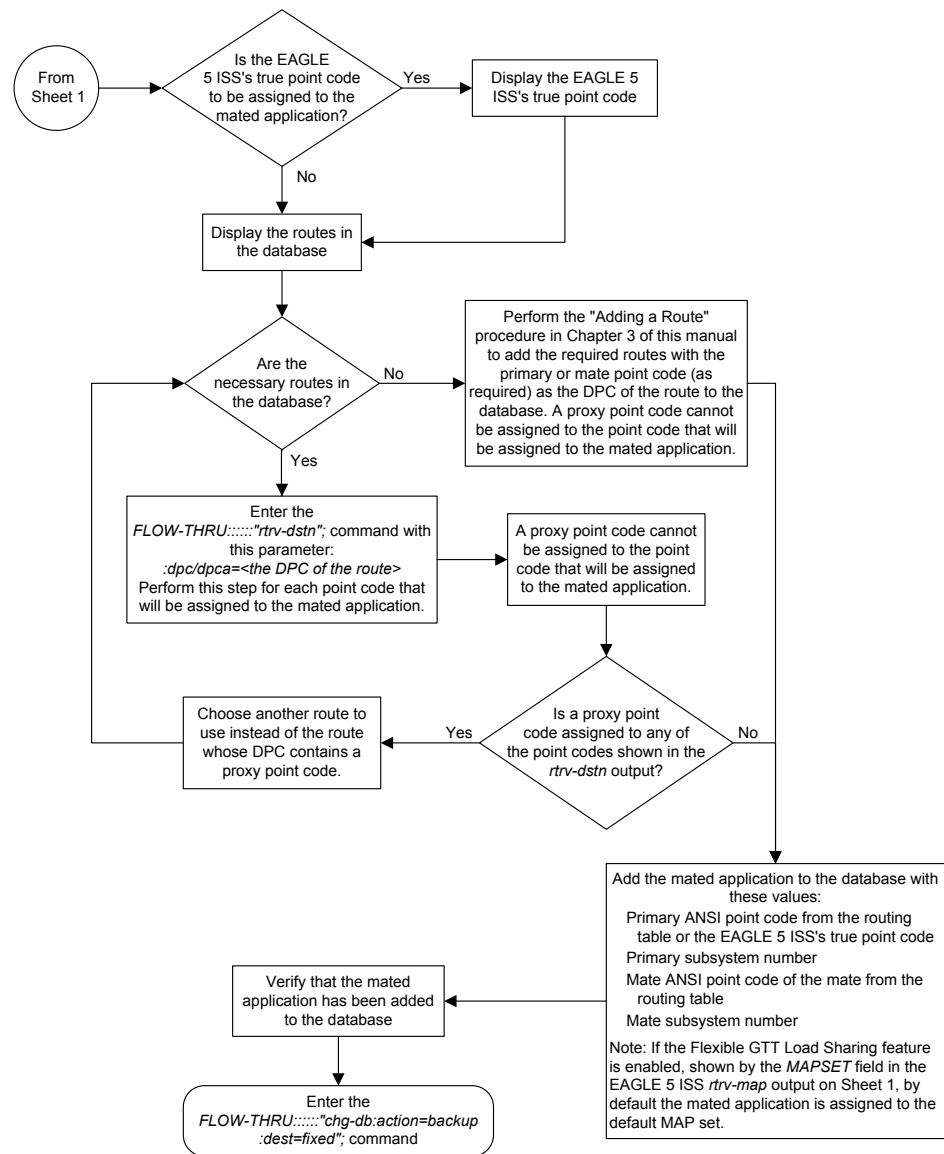 From
Sheet 1
Is the EAGLE
5 ISS's true point code
to be assigned to the
mated application?
Yes
Display the EAGLE 5
ISS's true point code
No
Display the routes in
the database
Are the
necessary routes in
the database?
No
Perform the "Adding a Route"
procedure in Chapter 3 of this manual
to add the required routes with the
primary or mate point code (as
required) as the DPC of the route to the
database. A proxy point code cannot
be assigned to the point code that will
be assigned to the mated application.
Yes
Enter the
FLOW-THRU::::::"rtrv-dstn"; command with
this parameter:
:dpc/dpca=<the DPC of the route>
Perform this step for each point code that
will be assigned to the mated application.
A proxy point code cannot
be assigned to the point
code that will be assigned
to the mated application.
Is a proxy point
code assigned to any of
the point codes shown in the
rtrv-dstn output?
Yes
No
Choose another route to
use instead of the route
whose DPC contains a
proxy point code.
Add the mated application to the database with
these values:
Primary ANSI point code from the routing
table or the EAGLE 5 ISS's true point code
Primary subsystem number
Mate ANSI point code of the mate from the
routing table
Mate subsystem number
Note: If the Flexible GTT Load Sharing feature
is enabled, shown by the MAPSET field in the
EAGLE 5 ISS rtrv-map output on Sheet 1, by
default the mated application is assigned to the
default MAP set.
Verify that the mated
application has been added
to the database
Enter the
FLOW-THRU::::::"chg-db:action=backup
:dest=fixed"; command